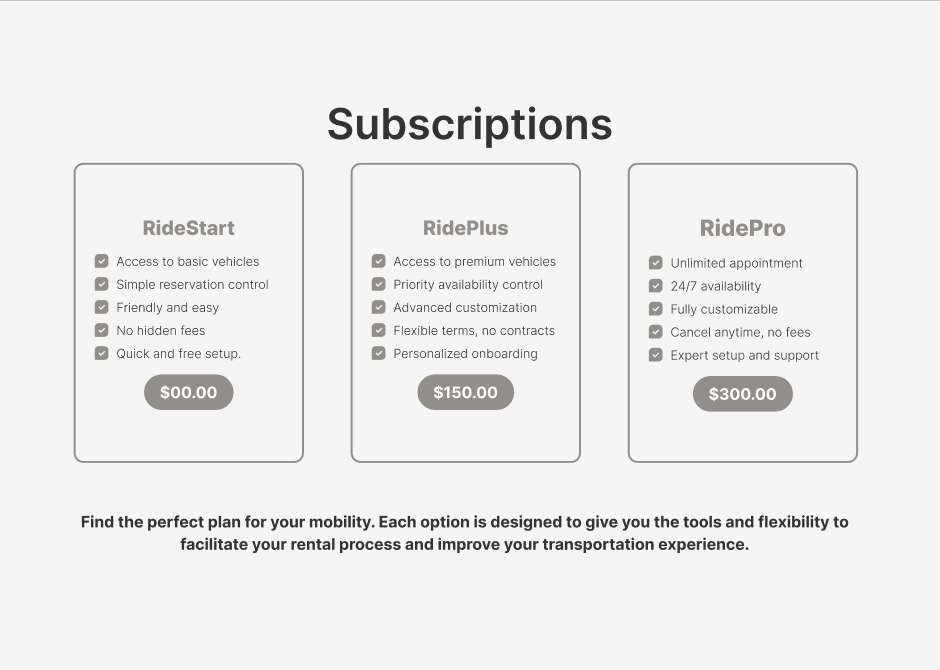 Subscriptions
RideStart
Access to basic vehicles
Simple reservation control
Friendly and easy
No hidden fees
Quick and free setup.
$00.00
RidePlus
Access to premium vehicles
Priority availability control
Advanced customization
Flexible terms, no contracts
Personalized onboarding
$150.00
RidePro
Unlimited appointment
24/7 availability
Fully customizable
Cancel anytime, no fees
Expert setup and support
$300.00
Find the perfect plan for your mobility. Each option is designed to give you the tools and flexibility to
facilitate your rental process and improve your transportation experience.